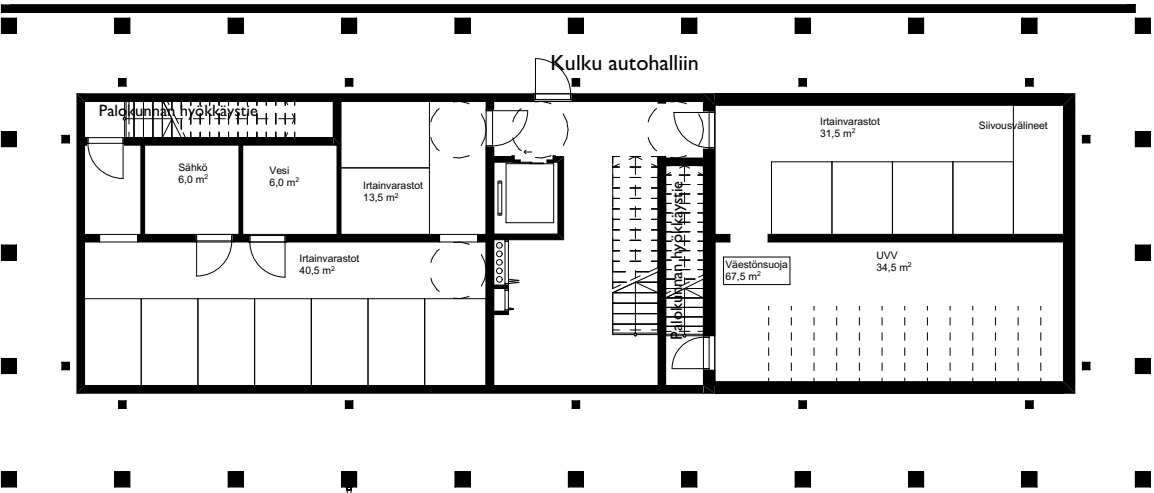 Kulku autohalliin
Palokunnan hyökkäystie
Irtainvarastot
31,5 m²
Siivousvälineet
Sähkö
6,0 m²
Vesi
6,0 m²
Irtainvarastot
13,5 m²
Palokunnan hyökkäystie
Irtainvarastot
40,5 m²
Väestönsuoja
67,5 m²
UVV
34,5 m²